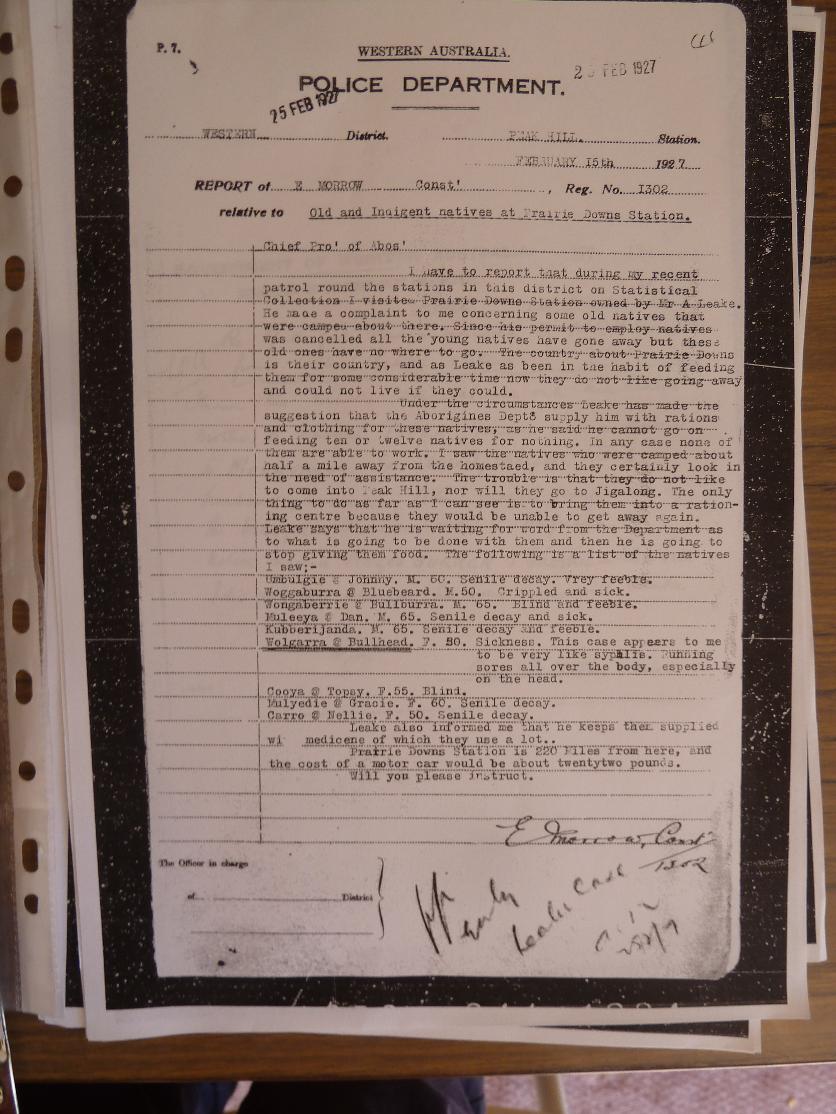 P. 7.
WESTERN AUSTRALIA.
POLICE DEPARTMENT.
25 FEB 1927
2 FEB 1927
WESTERN District. PEAK HILL. Station.
FEBRUARY 15th 1927
REPORT of E MORROW Const' , Reg. No. 1302
relative to Old and Indigent natives at Prairie Downs Station.
Chief Pro' of Abos'
I have to report that during my recent
patrol round the stations in this district on Statistical
Collection I visited Prairie Downs Station owned by Mr A Leake.
He made a complaint to me concerning some old natives that
were camped about there. Since his permit to employ natives
was cancelled all the young natives have gone away but these
old ones have no where to go. The country about Prairie Downs
is their country, and as Leake as been in the habit of feeding
them for some considerable time now they do not like going away
and could not live if they could.
Under the circumstances Leake has made the
suggestion that the Aborigines Dept supply him with rations
and clothing for these natives, as he said he cannot go on
feeding ten or twelve natives for nothing. In any case none of
them are able to work. I saw the natives who were camped about
half a mile away from the homestaed, and they certainly look in
the need of assistance. The trouble is that they do not like
to come into Peak Hill, nor will they go to Jigalong. The only
thing to do as far as I can see is to bring them into a ration-
ing centre because they would be unable to get away again.
Leake says that he is waiting for word from the Department as
to what is going to be done with them and then he is going to
stop giving them food. The following is a list of the natives
I saw;-
Umbulgie @ Johnny. M. 60. Senile decay. Vrey feeble.
Woggaburra @ Bluebeard. M.50. Crippled and sick.
Wongaberrie @ Bullburra. M. 65. Blind and feeble.
Muleeya @ Dan. M. 65. Senile decay and sick.
Kubberijanda. M. 65. Senile decay and feeble.
Wolgarra @ Bullhead. F. 50. Sickness. This case appears to me
to be very like syphlis. Running
sores all over the body, especially
on the head.
Cooya @ Topsy. F.55. Blind.
Mulyedie @ Gracie. F. 60. Senile decay.
Carro @ Nellie. F. 50. Senile decay.
Leake also informed me that he keeps them supplied
wi medicene of which they use a lot..
Prairie Downs Station is 220 Miles from here, and
the cost of a motor car would be about twentytwo pounds.
Will you please instruct.
E Morrow, Const
1302
The Officer in charge
of District
Leake Case